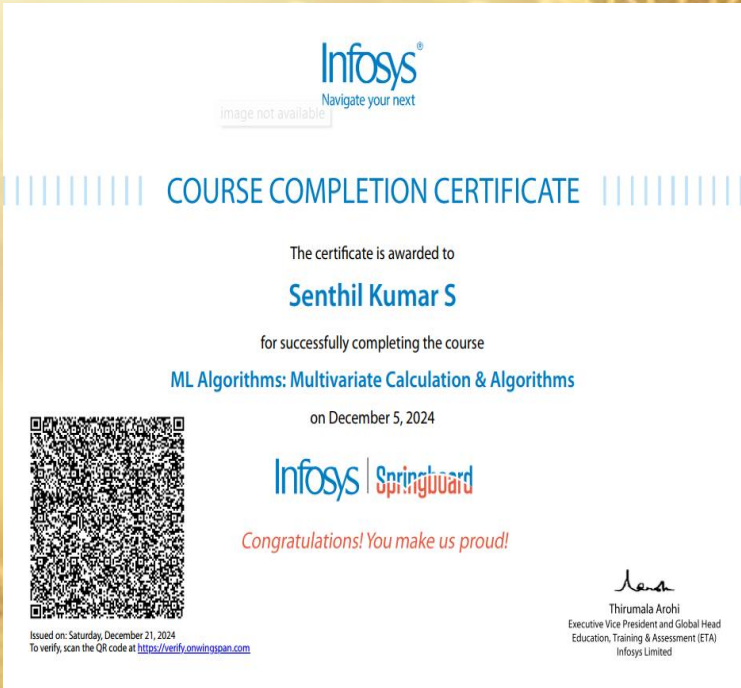 Infosys®
Navigate your next
image not available
COURSE COMPLETION CERTIFICATE
The certificate is awarded to
Senthil Kumar S
for successfully completing the course
ML Algorithms: Multivariate Calculation & Algorithms
on December 5, 2024
Infosys | Springboard
Congratulations! You make us proud!
Thirumala Arohi
Executive Vice President and Global Head
Education, Training & Assessment (ETA)
Infosys Limited
Issued on: Saturday, December 21, 2024
To verify, scan the QR code at https://verify.onwingspan.com